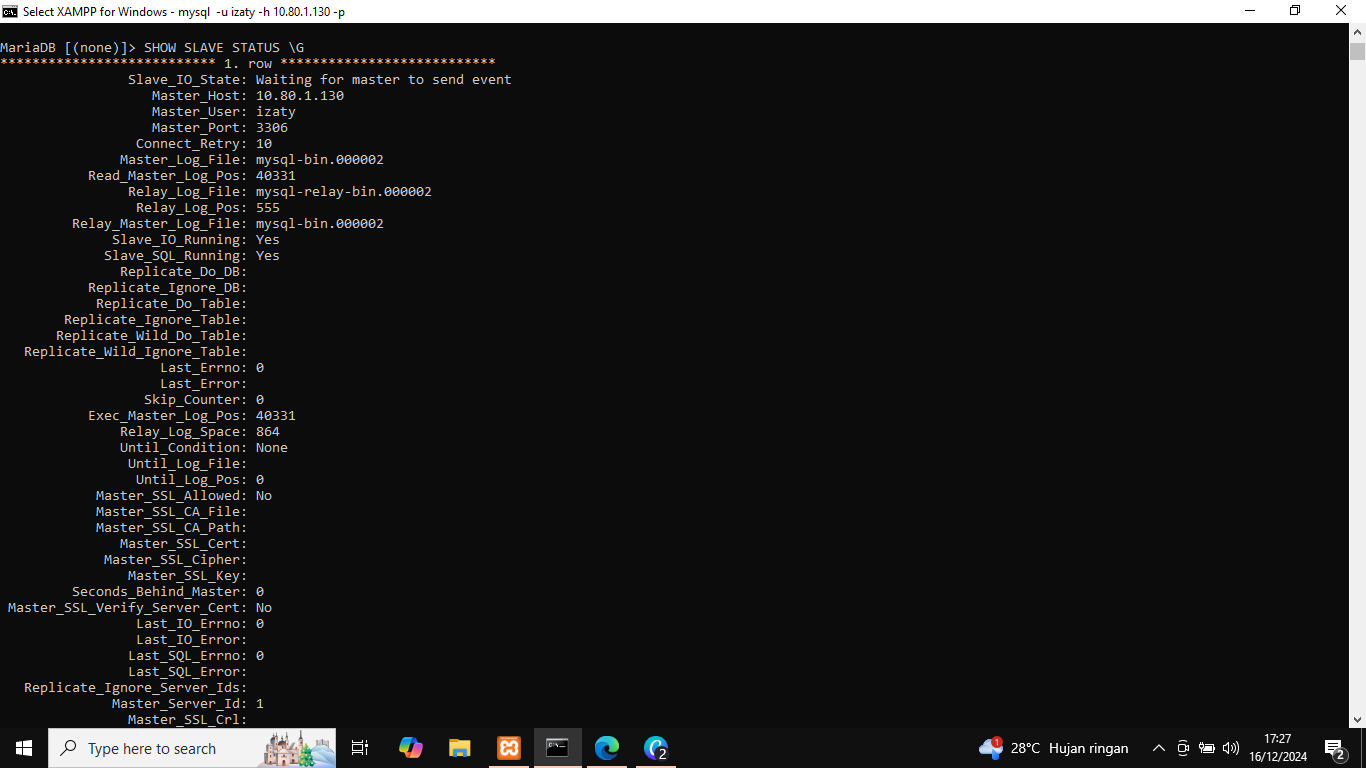 Select XAMPP for Windows - mysql -u izaty -h 10.80.1.130 -p
MariaDB [(none)]> SHOW SLAVE STATUS \G
*************************** 1. row ***************************
Slave_IO_State: Waiting for master to send event
Master_Host: 10.80.1.130
Master_User: izaty
Master_Port: 3306
Connect_Retry: 10
Master_Log_File: mysql-bin.000002
Read_Master_Log_Pos: 40331
Relay_Log_File: mysql-relay-bin.000002
Relay_Log_Pos: 555
Relay_Master_Log_File: mysql-bin.000002
Slave_IO_Running: Yes
Slave_SQL_Running: Yes
Replicate_Do_DB:
Replicate_Ignore_DB:
Replicate_Do_Table:
Replicate_Ignore_Table:
Replicate_Wild_Do_Table:
Replicate_Wild_Ignore_Table:
Last_Errno: 0
Last_Error:
Skip_Counter: 0
Exec_Master_Log_Pos: 40331
Relay_Log_Space: 864
Until_Condition: None
Until_Log_File:
Until_Log_Pos: 0
Master_SSL_Allowed: No
Master_SSL_CA_File:
Master_SSL_CA_Path:
Master_SSL_Cert:
Master_SSL_Cipher:
Master_SSL_Key:
Seconds_Behind_Master: 0
Master_SSL_Verify_Server_Cert: No
Last_IO_Errno: 0
Last_IO_Error:
Last_SQL_Errno: 0
Last_SQL_Error:
Replicate_Ignore_Server_Ids:
Master_Server_Id: 1
Master_SSL_Crl:
Type here to search
2
1
28°C Hujan ringan
17:27
16/12/2024
2